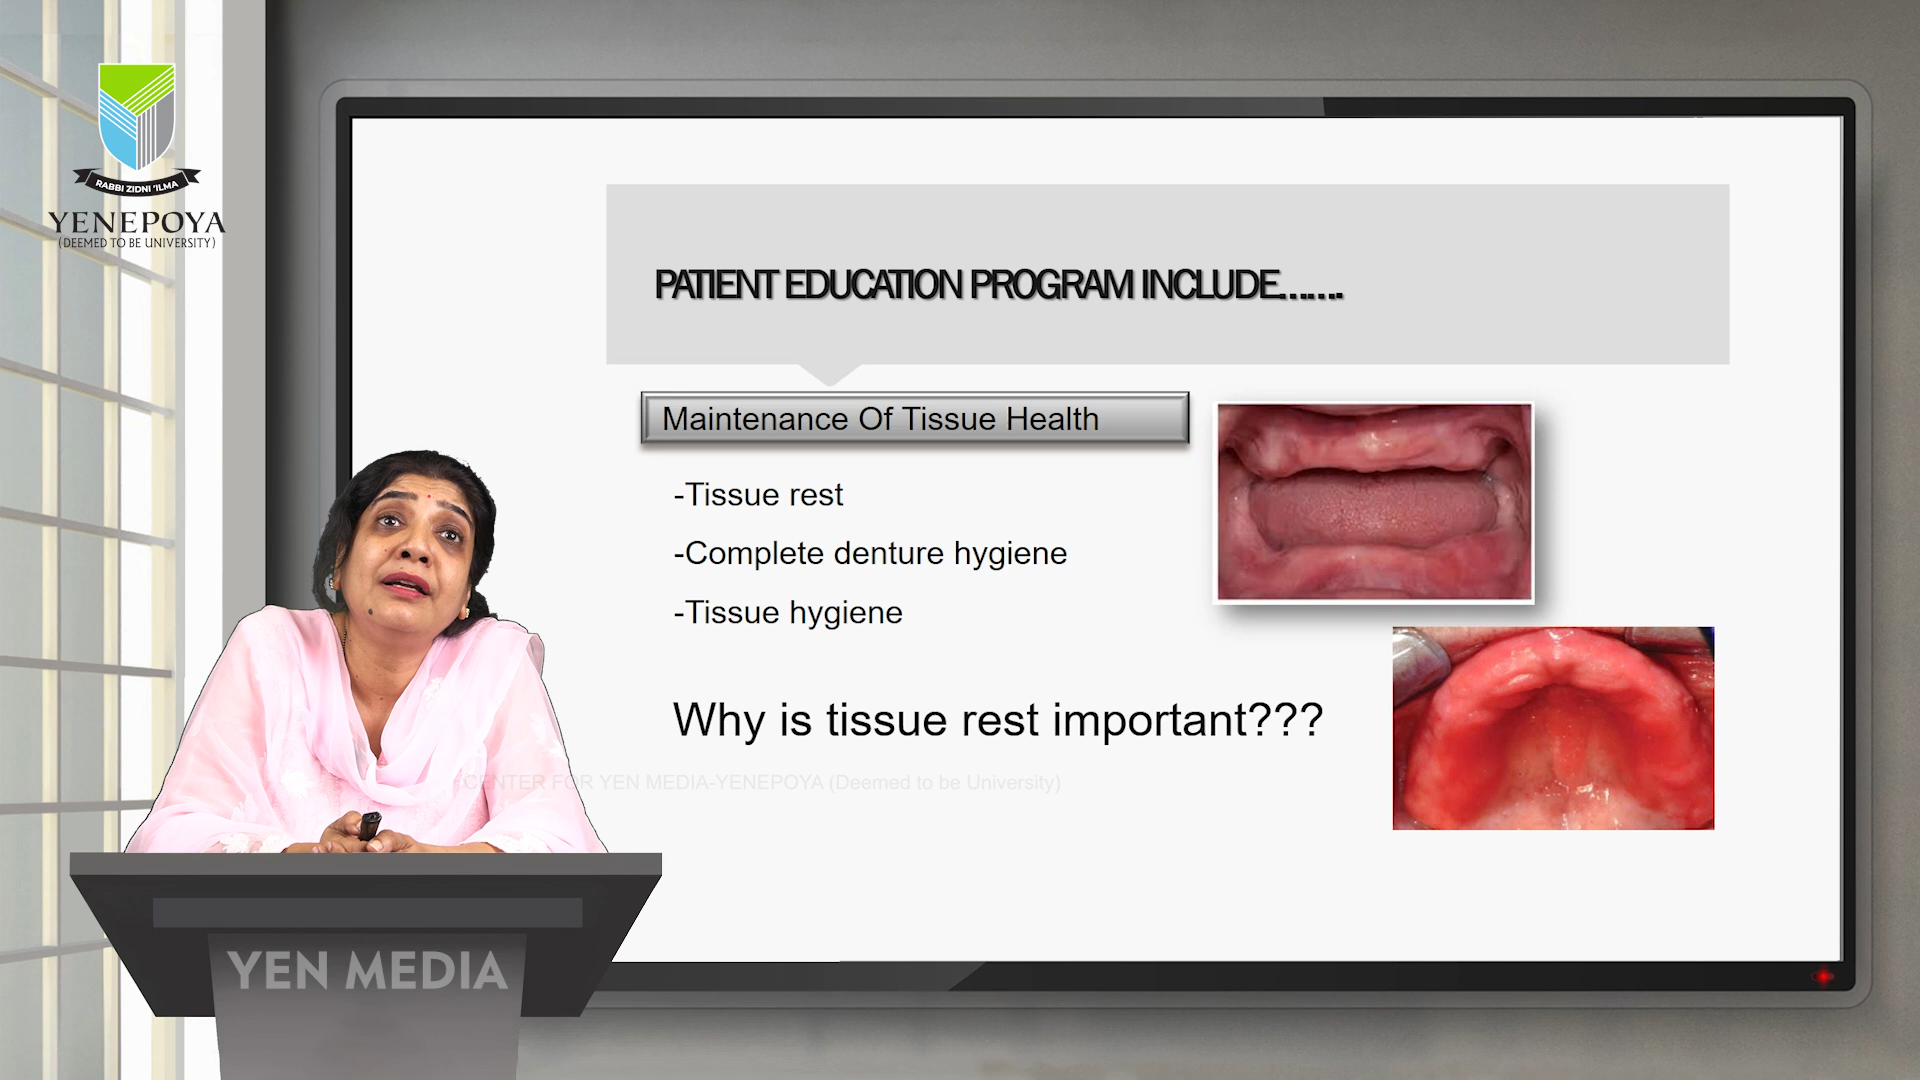 RABBI ZIDNI 'ILMA
YENEPOYA
(DEEMED TO BE UNIVERSITY)
PATIENT EDUCATION PROGRAM INCLUDE.......
Maintenance Of Tissue Health
-Tissue rest
-Complete denture hygiene
-Tissue hygiene
Why is tissue rest important???
CENTER FOR YEN MEDIA-YENEPOYA (Deemed to be University)
YEN MEDIA